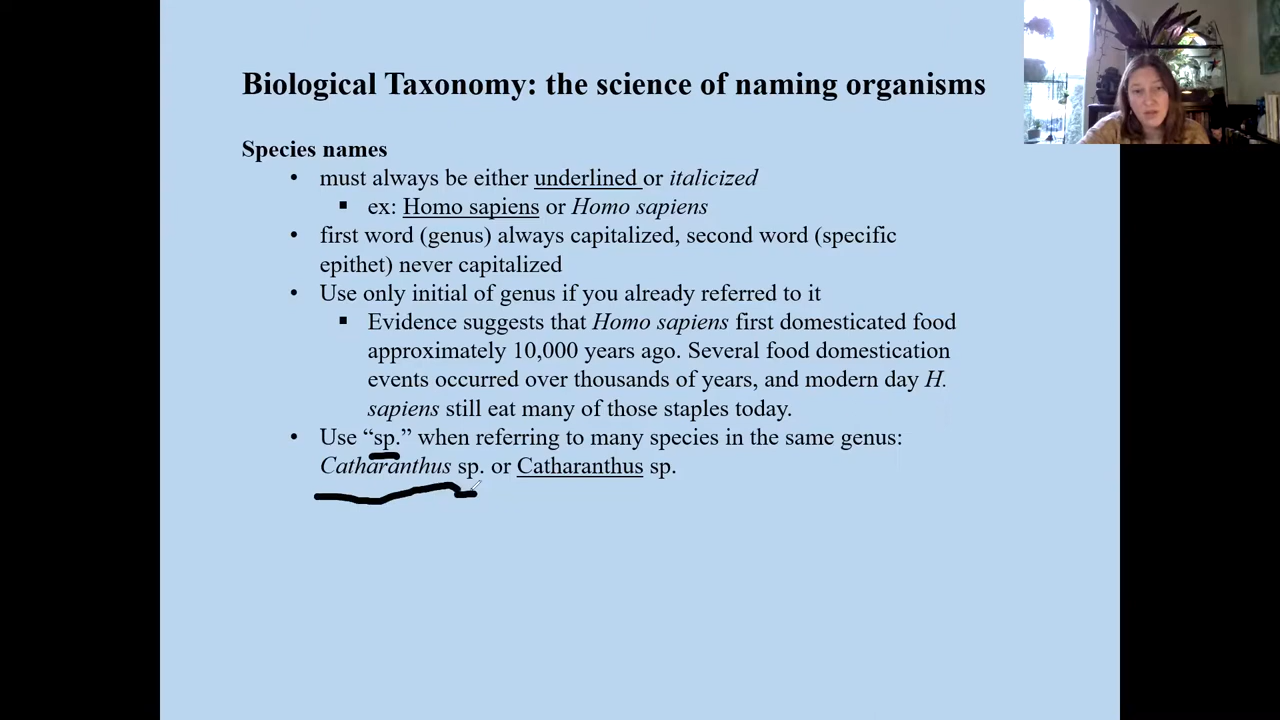 Biological Taxonomy: the science of naming organisms
Species names
• must always be either underlined or italicized
▪ ex: Homo sapiens or Homo sapiens
• first word (genus) always capitalized, second word (specific
epithet) never capitalized
• Use only initial of genus if you already referred to it
▪ Evidence suggests that Homo sapiens first domesticated food
approximately 10,000 years ago. Several food domestication
events occurred over thousands of years, and modern day H.
sapiens still eat many of those staples today.
• Use “sp.” when referring to many species in the same genus:
Catharanthus sp. or Catharanthus sp.